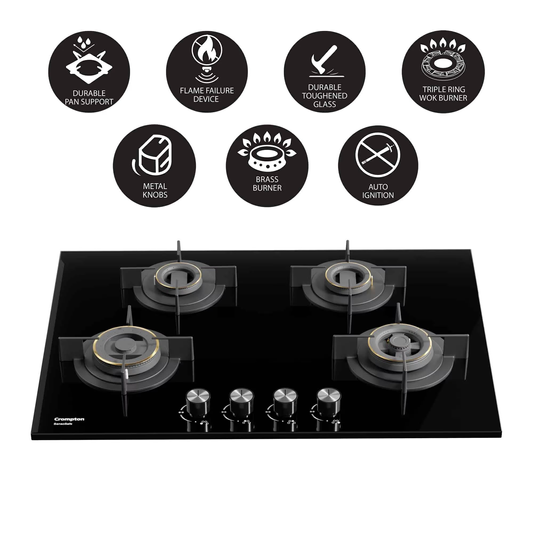 DURABLE
PAN SUPPORT
FLAME FAILURE
DEVICE
DURABLE
TOUGHENED
GLASS
TRIPLE RING
WOK BURNER
METAL
KNOBS
BRASS
BURNER
AUTO
IGNITION
Crompton